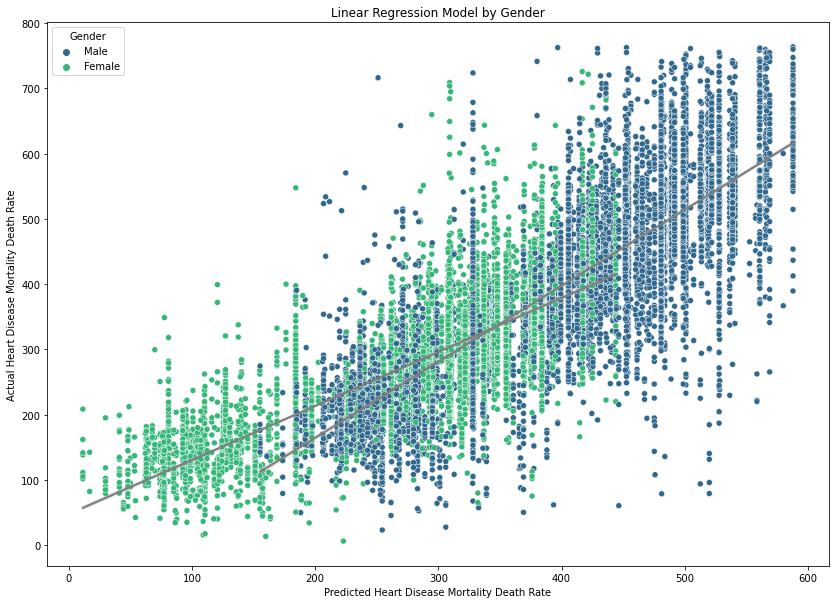 Linear Regression Model by Gender
Gender
Male
Female
Actual Heart Disease Mortality Death Rate
800
700
600
500
400
300
200
100
0
0 100 200 300 400 500 600
Predicted Heart Disease Mortality Death Rate